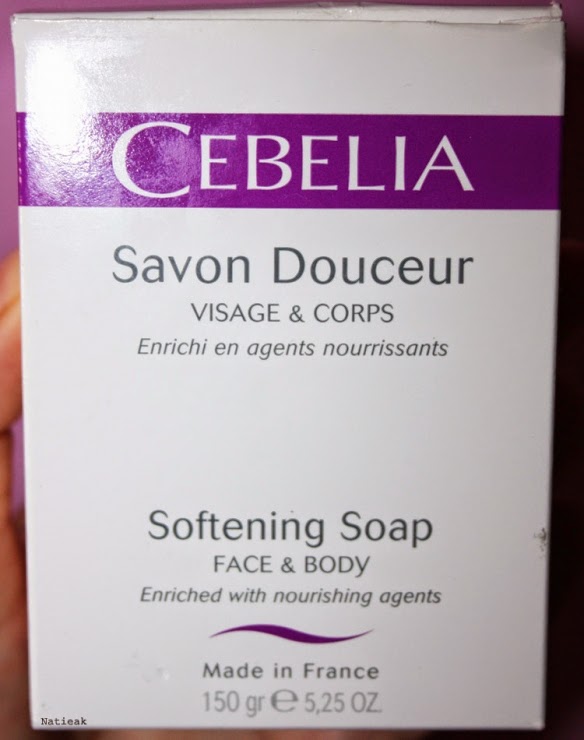 CEBELIA
Savon Douceur
VISAGE & CORPS
Enrichi en agents nourrissants
Softening Soap
FACE & BODY
Enriched with nourishing agents
Made in France
150 gr ℮ 5,25 OZ.
Natieak